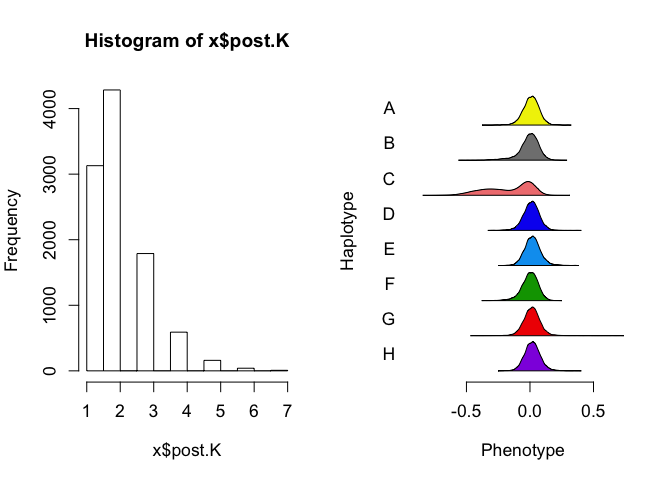 Histogram of x$post.K
Frequency
0
1000
2000
3000
4000
1 2 3 4 5 6 7
x$post.K
Haplotype
A
B
C
D
E
F
G
H
-0.5 0.0 0.5
Phenotype